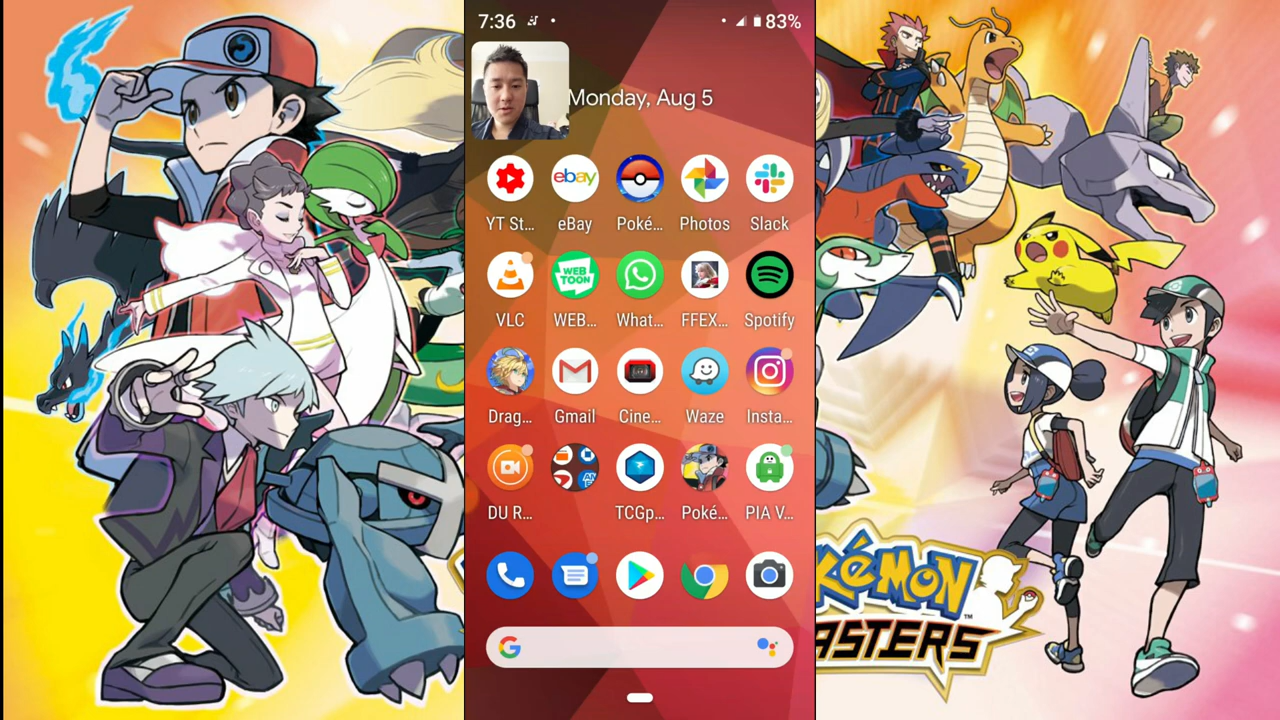 7:36
83%
Monday, Aug 5
YT St... eBay Poké... Photos Slack
ebay
VLC WEB... What... FFEX... Spotify
WEB
TOON
Drag... Gmail Cine... Waze Insta...
DU R... TCGp... Poké... PIA V...
KéMON
ASTERS
TM